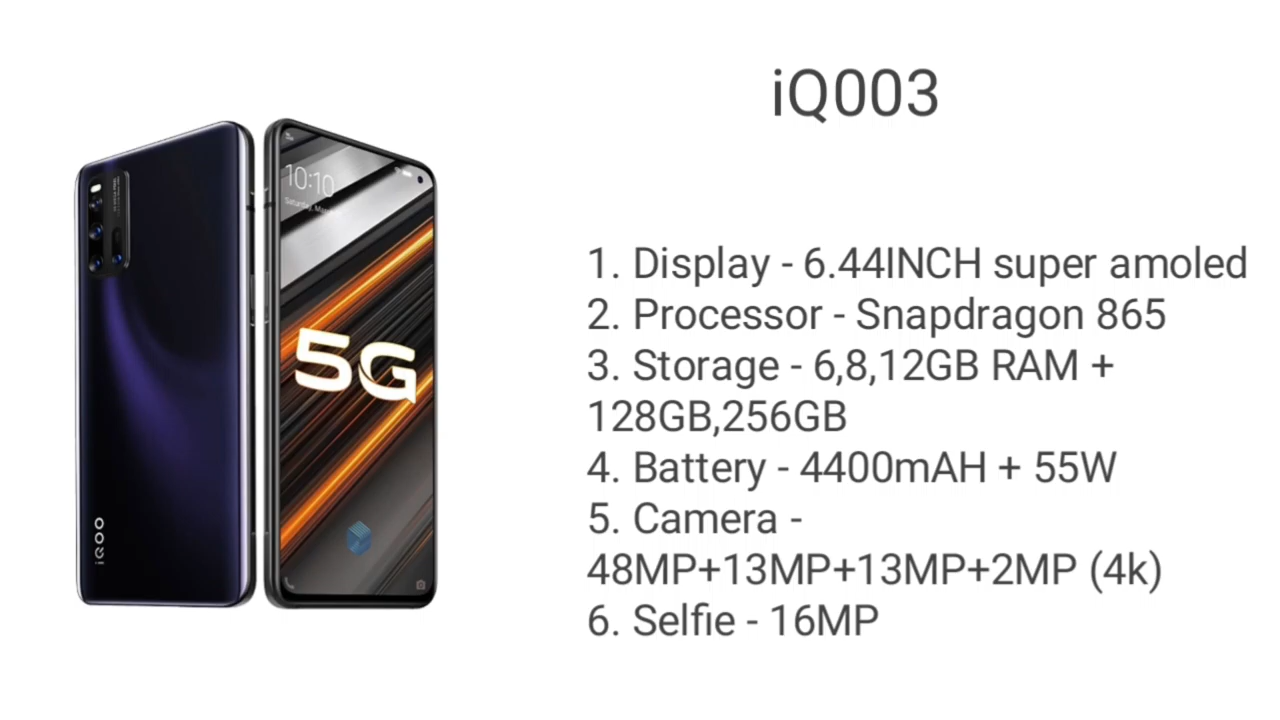 iQ003
10:10
5G
iQOO
1. Display - 6.44INCH super amoled
2. Processor - Snapdragon 865
3. Storage - 6,8,12GB RAM +
128GB,256GB
4. Battery - 4400mAH + 55W
5. Camera -
48MP+13MP+13MP+2MP (4k)
6. Selfie - 16MP